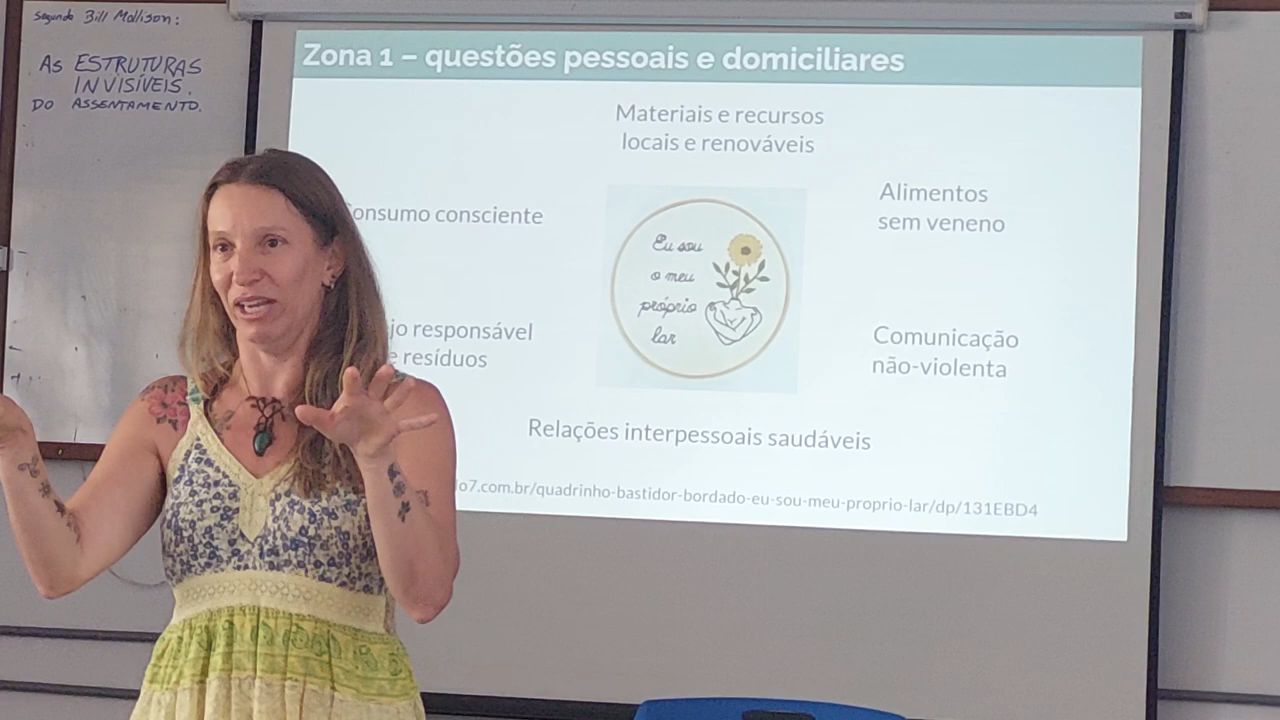 Segundo Bill Mollison:
AS ESTRUTURAS
INVISÍVEIS.
DO ASSENTAMENTO.
Zona 1 – questões pessoais e domiciliares
Materiais e recursos
locais e renováveis
onsumo consciente
Alimentos
sem veneno
Eu sou
o meu
próprio
lar
jo responsável
e resíduos
Comunicação
não-violenta
Relações interpessoais saudáveis
lo7.com.br/quadrinho-bastidor-bordado-eu-sou-meu-proprio-lar/dp/131EBD4